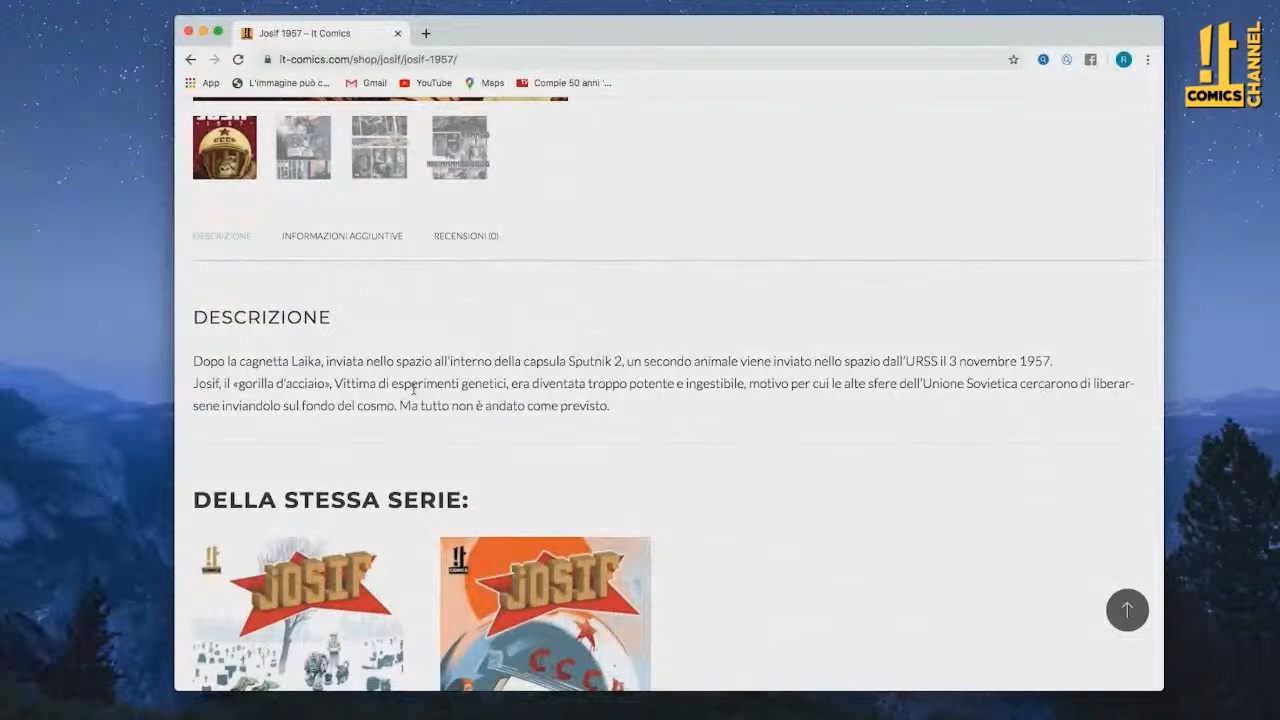 Josif 1957 – It Comics
it-comics.com/shop/josif/josif-1957/
R
App
L'immagine può c...
Gmail
YouTube
Maps
Compie 50 anni '...
!t
COMICS
CHANNEL.
CCCP
DESCRIZIONE
INFORMAZIONI AGGIUNTIVE
RECENSIONI (0)
DESCRIZIONE
Dopo la cagnetta Laika, inviata nello spazio all'interno della capsula Sputnik 2, un secondo animale viene inviato nello spazio dall'URSS il 3 novembre 1957.
Josif, il «gorilla d'acciaio», Vittima di esperimenti genetici, era diventata troppo potente e ingestibile, motivo per cui le alte sfere dell'Unione Sovietica cercarono di liberar-
sene inviandolo sul fondo del cosmo. Ma tutto non è andato come previsto.
DELLA STESSA SERIE:
!t
COMICS
JOSIF
!t
COMICS
JOSIF
CCC